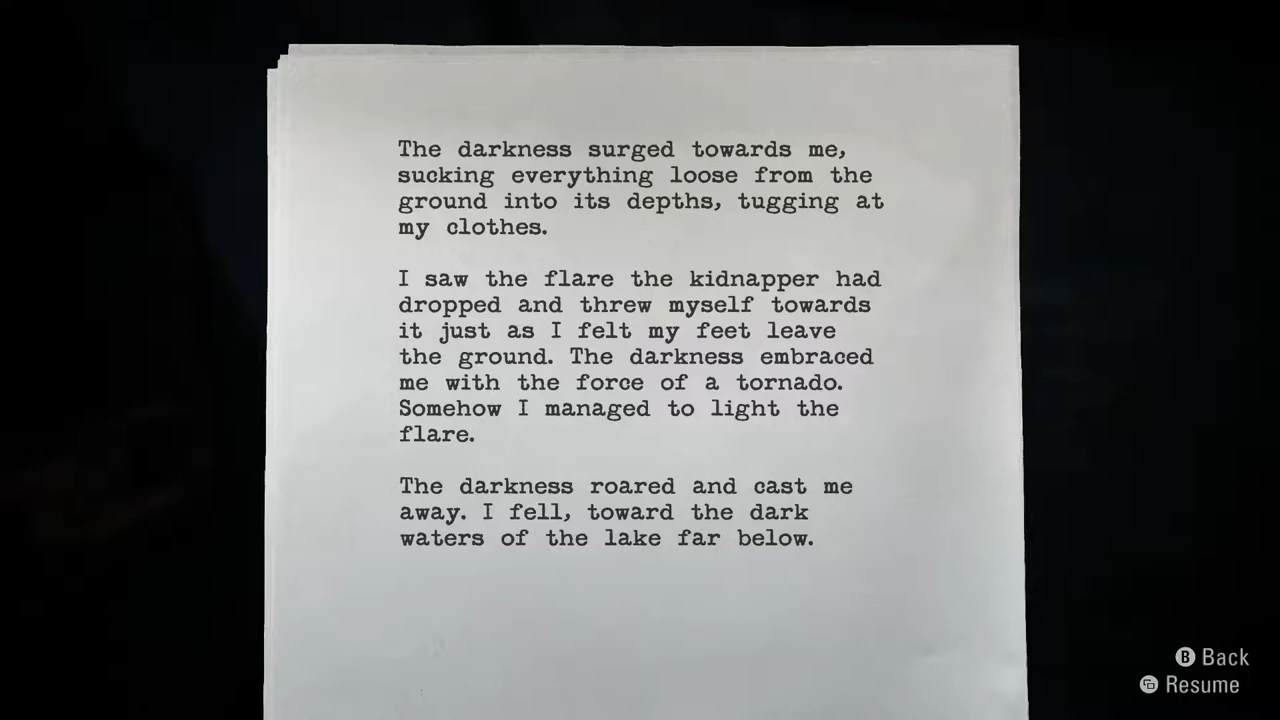 The darkness surged towards me,
sucking everything loose from the
ground into its depths, tugging at
my clothes.
I saw the flare the kidnapper had
dropped and threw myself towards
it just as I felt my feet leave
the ground. The darkness embraced
me with the force of a tornado.
Somehow I managed to light the
flare.
The darkness roared and cast me
away. I fell, toward the dark
waters of the lake far below.
B Back
Resume